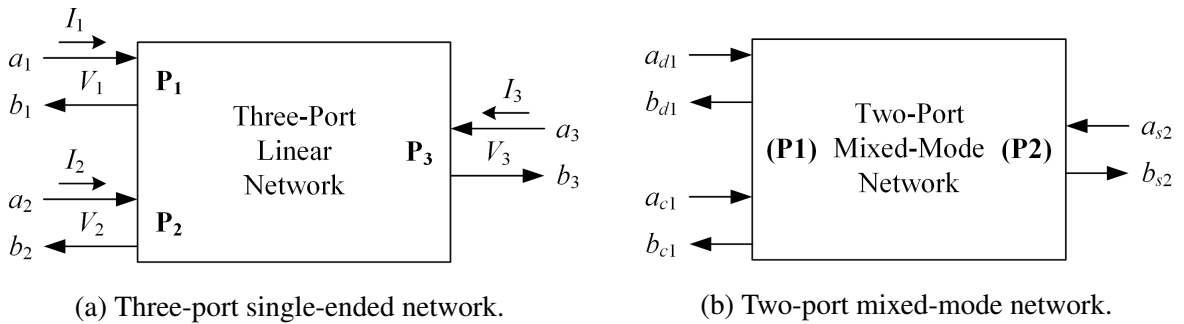 I1
a1
V1
b1
P1
I2
a2
V2
b2
P2
Three-Port
Linear
Network
P3
I3
a3
V3
b3
(a) Three-port single-ended network.
ad1
bd1
(P1)
ac1
bc1
Two-Port
Mixed-Mode
Network
(P2)
as2
bs2
(b) Two-port mixed-mode network.